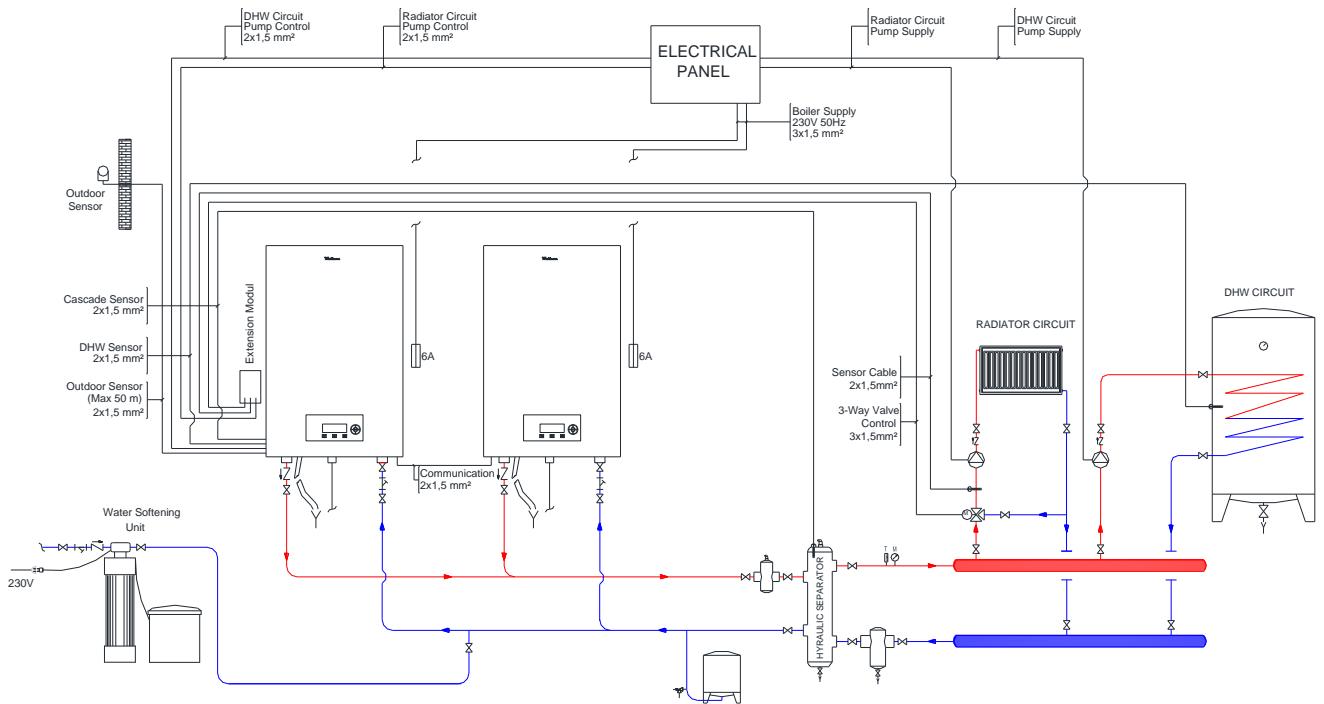 DHW Circuit
Pump Control
2x1,5 mm²
Radiator Circuit
Pump Control
2x1,5 mm²
ELECTRICAL
PANEL
Radiator Circuit
Pump Supply
DHW Circuit
Pump Supply
Boiler Supply
230V 50Hz
3x1,5 mm²
Outdoor
Sensor
Cascade Sensor
2x1,5 mm²
DHW Sensor
2x1,5 mm²
Outdoor Sensor
(Max 50 m)
2x1,5 mm²
Extension Modul
6A
6A
Communication
2x1,5 mm²
Sensor Cable
2x1,5mm²
3-Way Valve
Control
3x1,5mm²
RADIATOR CIRCUIT
DHW CIRCUIT
M
T M
Water Softening
Unit
230V
HYRAULIC SEPARATOR